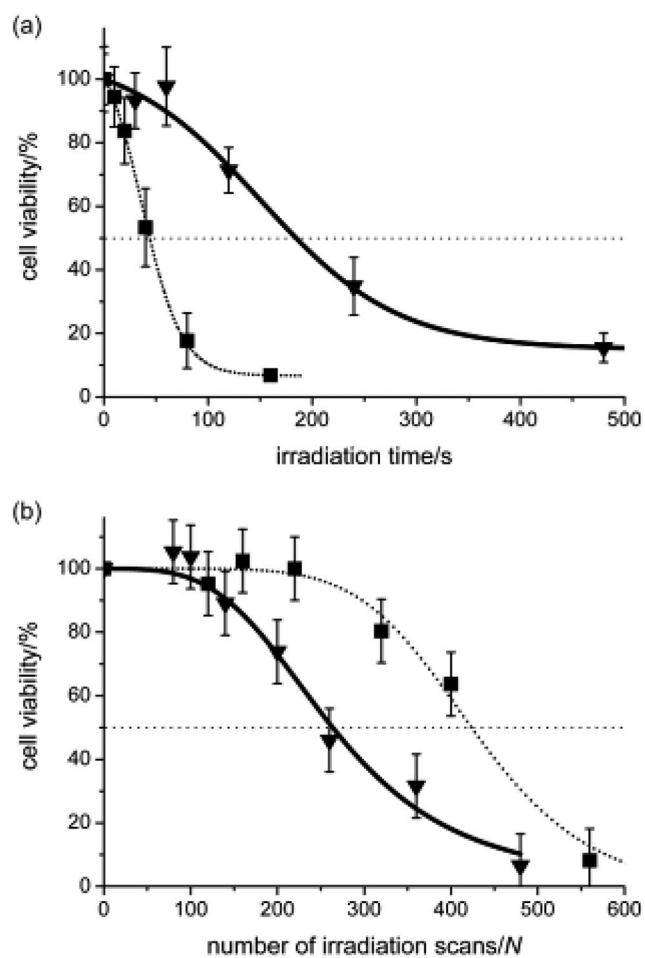 (a)
100
80
60
40
20
0
cell viability/%
0 100 200 300 400 500
irradiation time/s
(b)
100
80
60
40
20
0
cell viability/%
0 100 200 300 400 500 600
number of irradiation scans/N